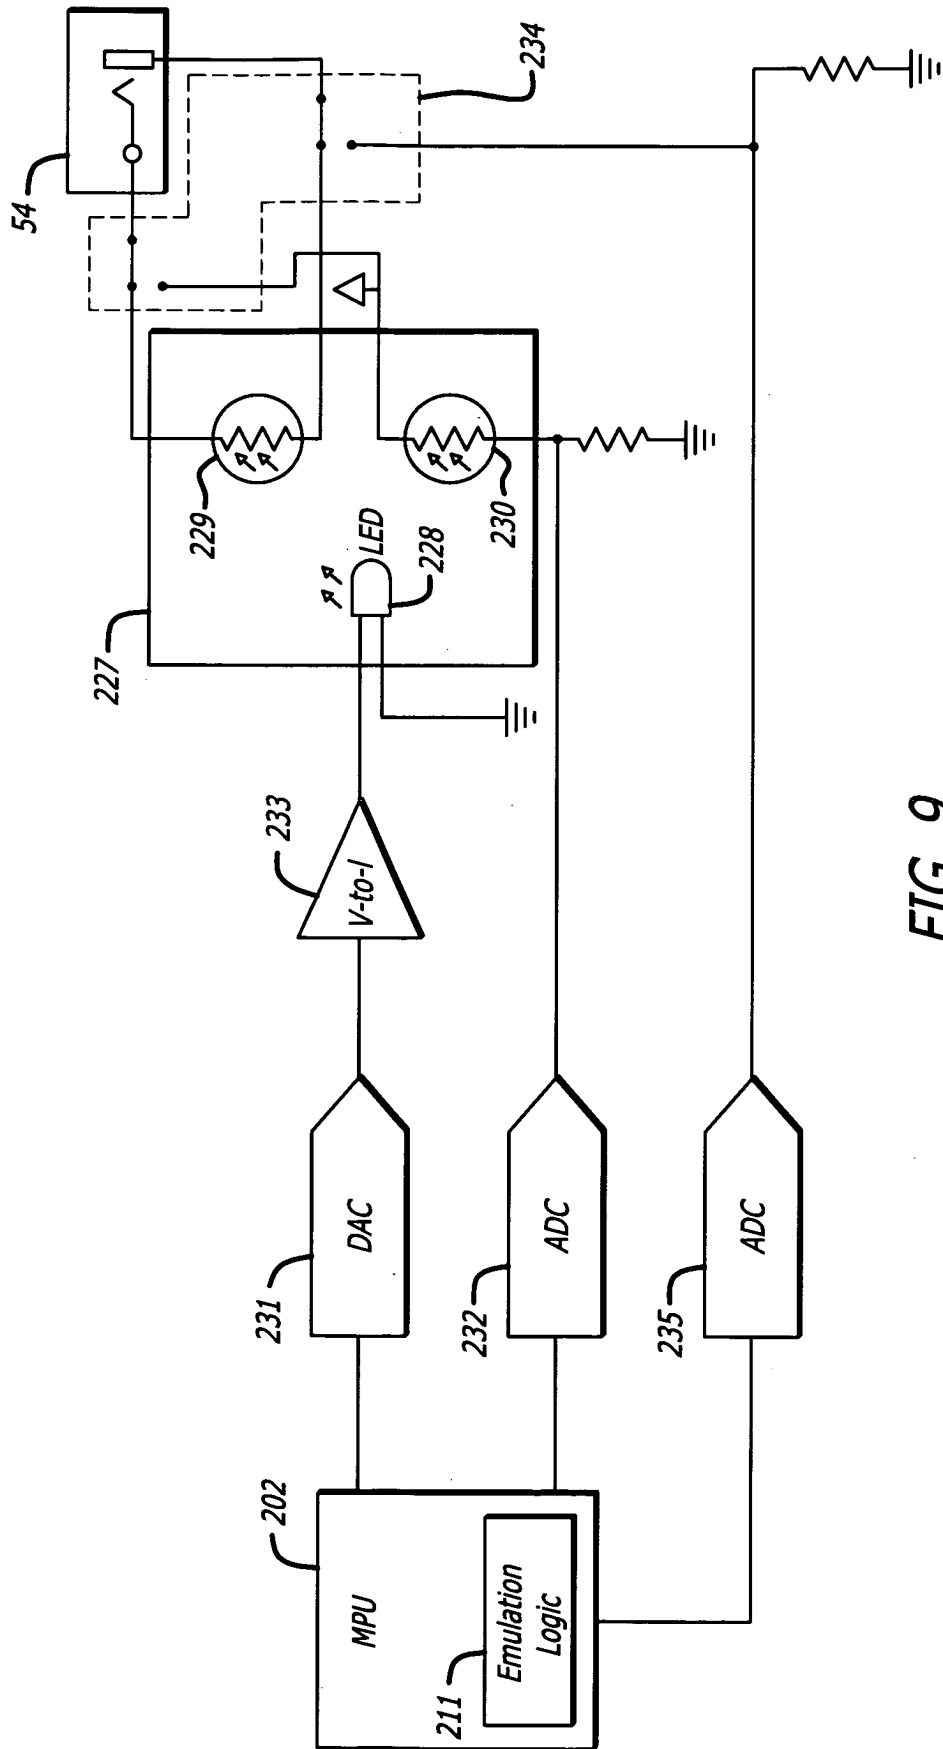 54
234
229
230
LED
228
227
233
V-to-I
DAC
231
ADC
232
ADC
235
202
MPU
Emulation
Logic
211
FIG. 9